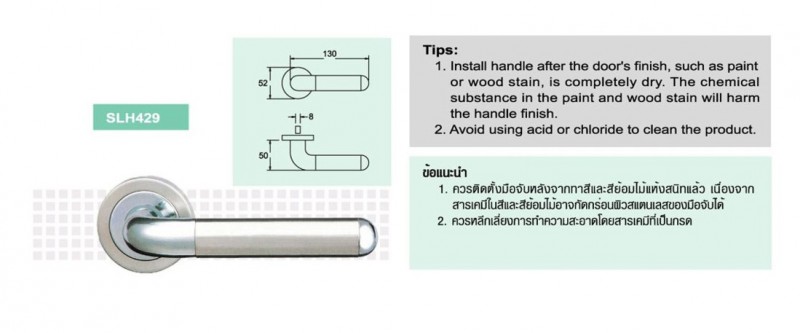 SLH429
130
52
8
50
Tips:
1. Install handle after the door's finish, such as paint
or wood stain, is completely dry. The chemical
substance in the paint and wood stain will harm
the handle finish.
2. Avoid using acid or chloride to clean the product.
ข้อแนะนำ
1. ควรติดตั้งมือจับหลังจากทาสีและสีย้อมไม้แห้งสนิทแล้ว เนื่องจาก
สารเคมีในสีและสีย้อมไม้อาจกัดกร่อนผิวสแตนเลสของมือจับได้
2. ควรหลีกเลี่ยงการทำความสะอาดโดยสารเคมีที่เป็นกรด